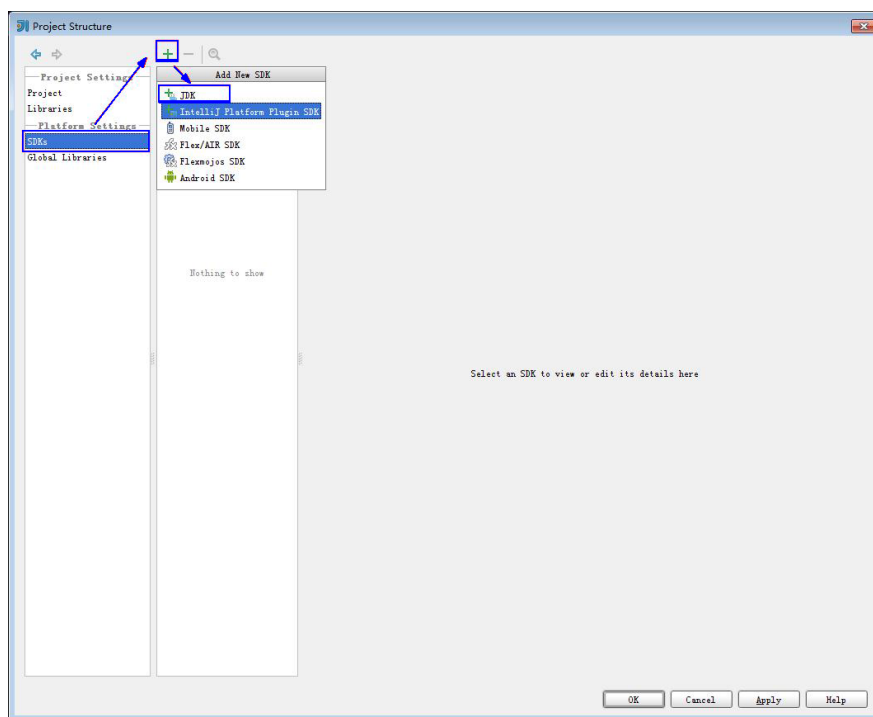 Project Structure
Project Settings
Project
Libraries
Platform Settings
SDKs
Global Libraries
Add New SDK
JDK
IntelliJ Platform Plugin SDK
Mobile SDK
Flex/AIR SDK
Flexmojos SDK
Android SDK
Nothing to show
Select an SDK to view or edit its details here
OK
Cancel
Apply
Help